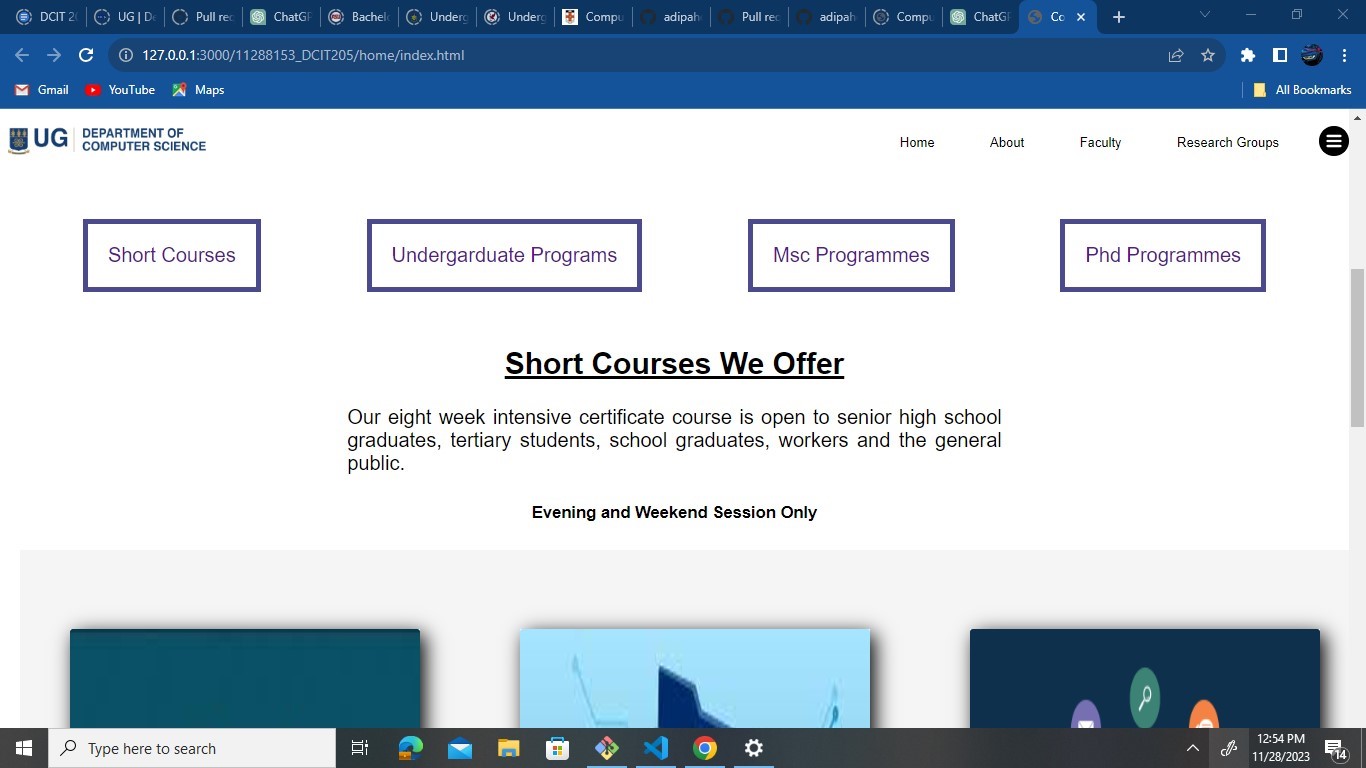 DCIT 20
UG | De
Pull rec
ChatGP
Bachelo
Underg
Underg
Compu
adipah
Pull rec
adipah
Compu
ChatGP
Co
127.0.0.1:3000/11288153_DCIT205/home/index.html
Gmail
YouTube
Maps
All Bookmarks
UG
DEPARTMENT OF
COMPUTER SCIENCE
Home
About
Faculty
Research Groups
Short Courses
Undergarduate Programs
Msc Programmes
Phd Programmes
Short Courses We Offer
Our eight week intensive certificate course is open to senior high school
graduates, tertiary students, school graduates, workers and the general
public.
Evening and Weekend Session Only
Type here to search
12:54 PM
11/28/2023
14